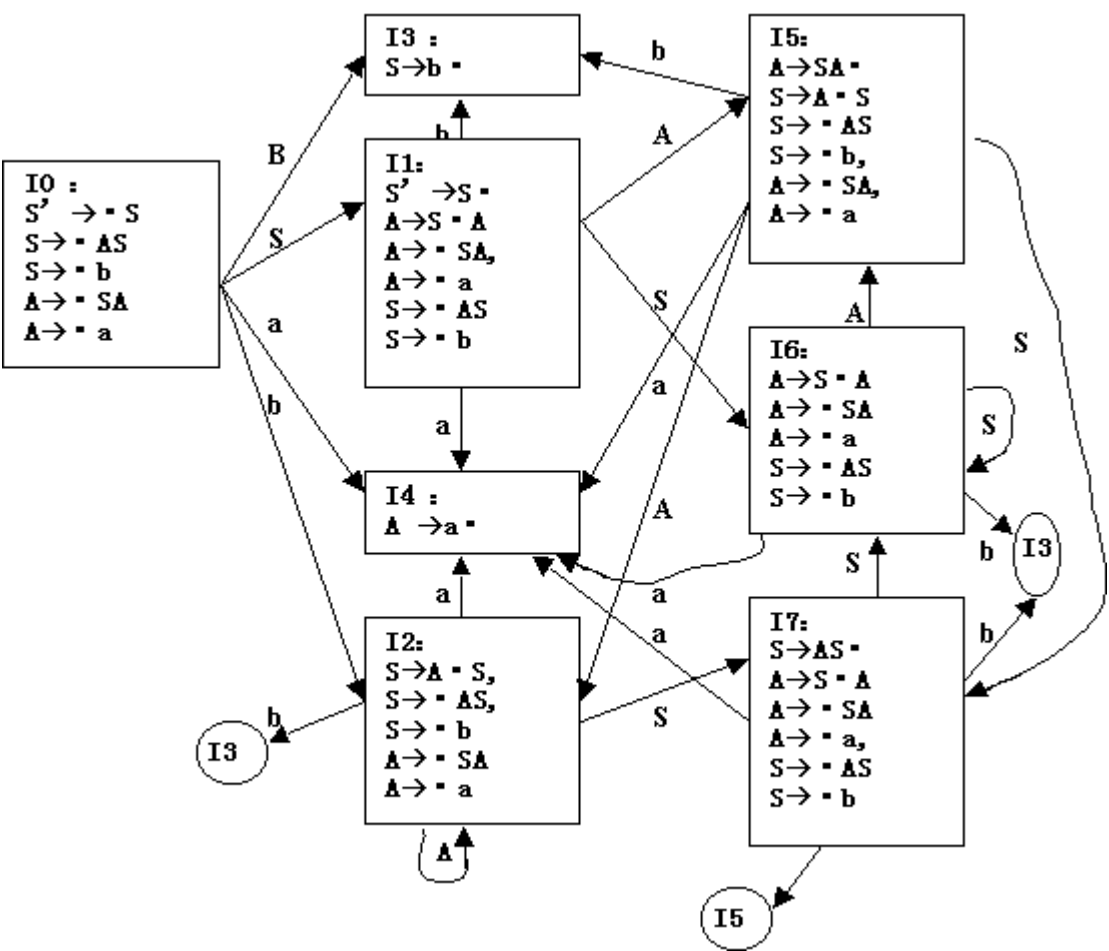 I3 :
S→b ▪
b
I5:
A→SA▪
S→A▪ S
S→ ▪ AS
S→ ▪ b,
A→▪ SA,
A→▪ a
b
A
B
I1:
S' →S▪
A→S▪ A
A→▪ SA,
A→▪ a
S→▪ AS
S→▪ b
I0 :
S' →▪ S
S→▪ AS
S→▪ b
A→▪ SA
A→▪ a
S
S
A
S
a
I6:
A→S▪ A
A→▪ SA
A→▪ a
S→▪ AS
S→▪ b
a
S
b
a
I4 :
A →a▪
A
I3
b
S
a
a
I7:
S→AS▪
A→S▪ A
A→ ▪ SA
A→ ▪ a,
S→ ▪ AS
S→ ▪ b
a
b
I2:
S→A ▪ S,
S→ ▪ AS,
S→ ▪ b
A→ ▪ SA
A→ ▪ a
b
S
I3
A
I5